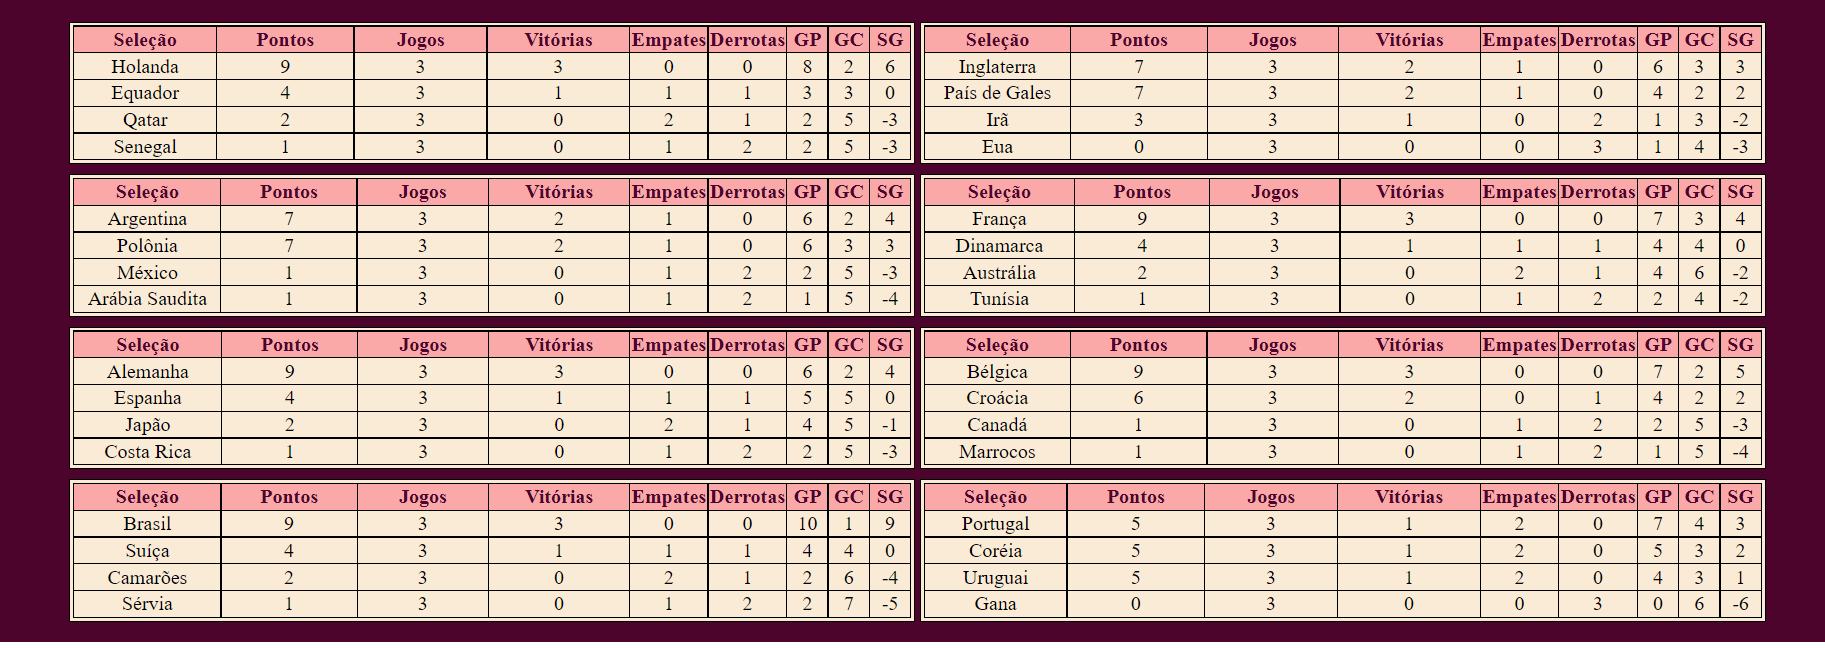 Seleção Pontos Jogos Vitórias Empates Derrotas GP GC SG
Holanda 9 3 3 0 0 8 2 6
Equador 4 3 1 1 1 3 3 0
Qatar 2 3 0 2 1 2 5 -3
Senegal 1 3 0 1 2 2 5 -3
Seleção Pontos Jogos Vitórias Empates Derrotas GP GC SG
Inglaterra 7 3 2 1 0 6 3 3
País de Gales 7 3 2 1 0 4 2 2
Irã 3 3 1 0 2 1 3 -2
Eua 0 3 0 0 3 1 4 -3
Seleção Pontos Jogos Vitórias Empates Derrotas GP GC SG
Argentina 7 3 2 1 0 6 2 4
Polônia 7 3 2 1 0 6 3 3
México 1 3 0 1 2 2 5 -3
Arábia Saudita 1 3 0 1 2 1 5 -4
Seleção Pontos Jogos Vitórias Empates Derrotas GP GC SG
França 9 3 3 0 0 7 3 4
Dinamarca 4 3 1 1 1 4 4 0
Austrália 2 3 0 2 1 4 6 -2
Tunísia 1 3 0 1 2 2 4 -2
Seleção Pontos Jogos Vitórias Empates Derrotas GP GC SG
Alemanha 9 3 3 0 0 6 2 4
Espanha 4 3 1 1 1 5 5 0
Japão 2 3 0 2 1 4 5 -1
Costa Rica 1 3 0 1 2 2 5 -3
Seleção Pontos Jogos Vitórias Empates Derrotas GP GC SG
Bélgica 9 3 3 0 0 7 2 5
Croácia 6 3 2 0 1 4 2 2
Canadá 1 3 0 1 2 2 5 -3
Marrocos 1 3 0 1 2 1 5 -4
Seleção Pontos Jogos Vitórias Empates Derrotas GP GC SG
Brasil 9 3 3 0 0 10 1 9
Suíça 4 3 1 1 1 4 4 0
Camarões 2 3 0 2 1 2 6 -4
Sérvia 1 3 0 1 2 2 7 -5
Seleção Pontos Jogos Vitórias Empates Derrotas GP GC SG
Portugal 5 3 1 2 0 7 4 3
Coréia 5 3 1 2 0 5 3 2
Uruguai 5 3 1 2 0 4 3 1
Gana 0 3 0 0 3 0 6 -6